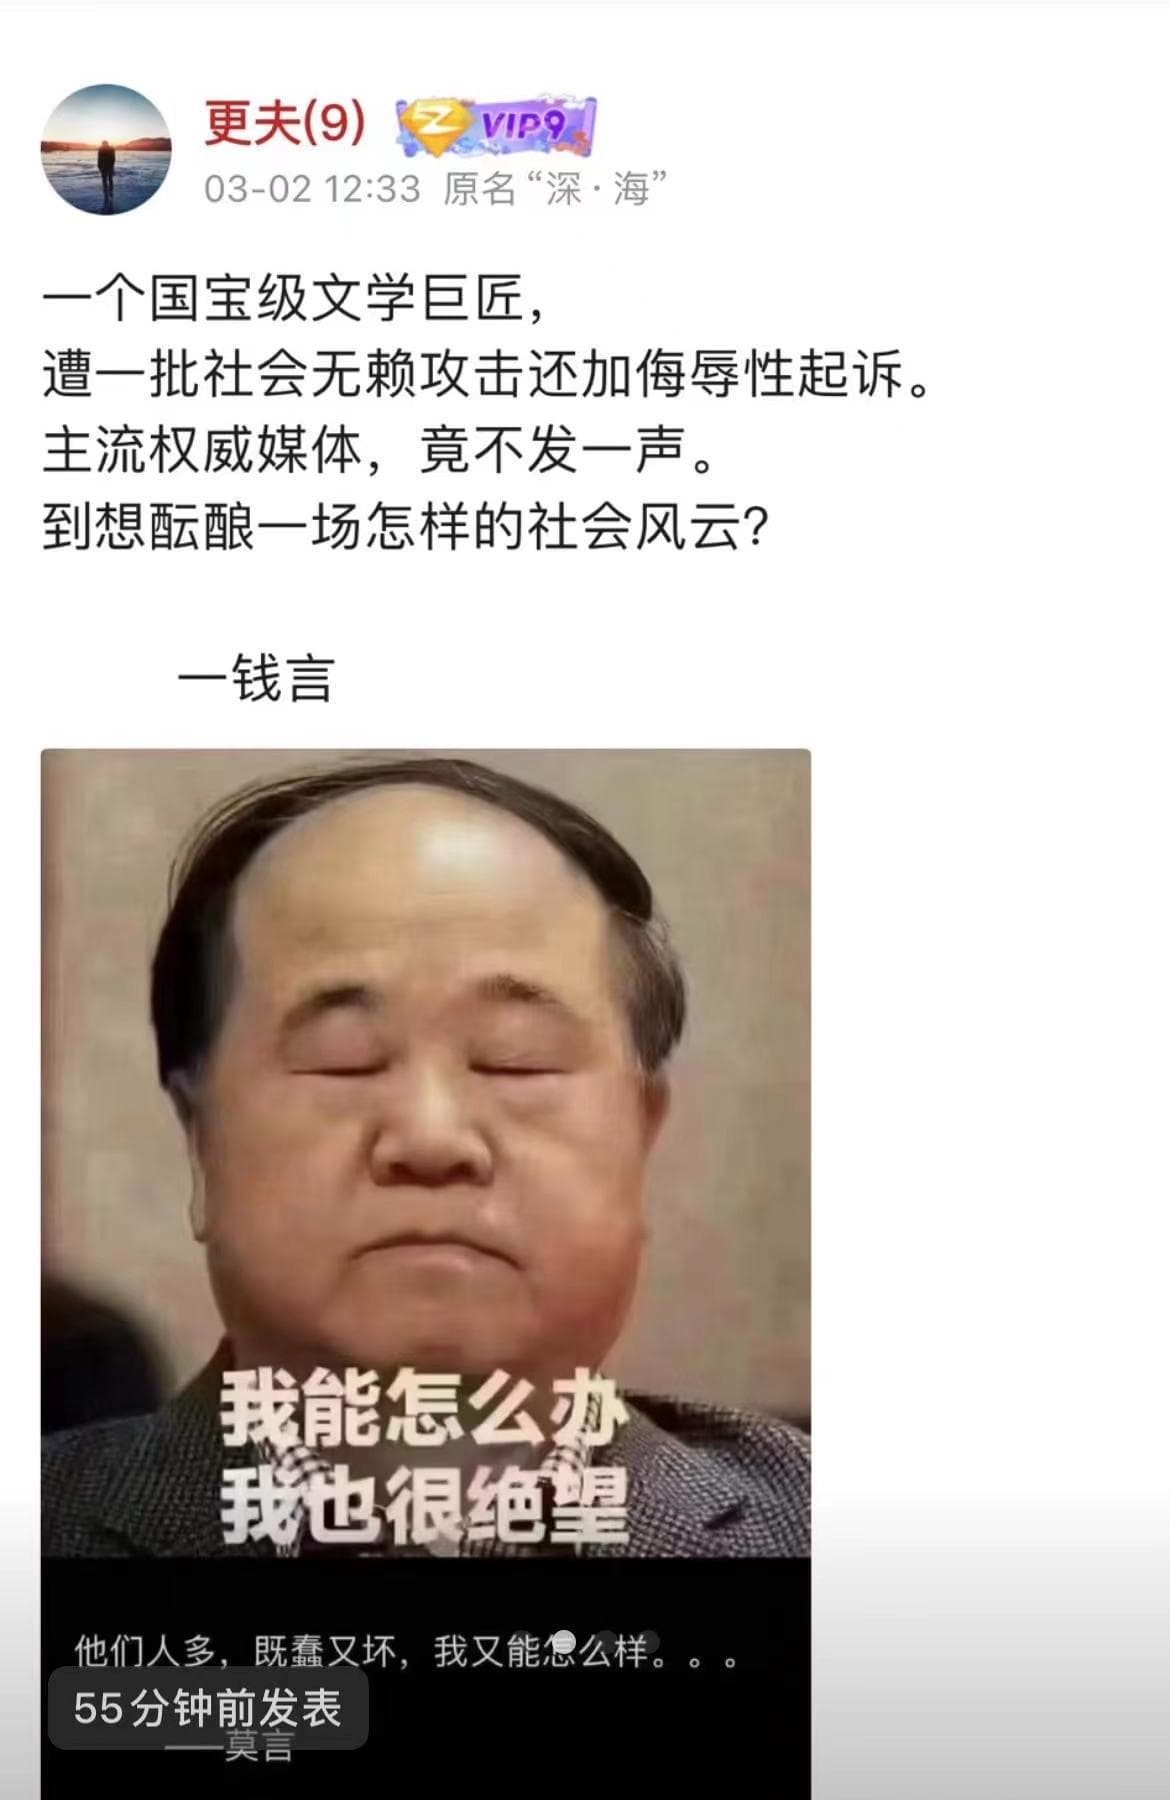 更夫(9) VIP9
03-02 12:33 原名“深·海”
一个国宝级文学巨匠，
遭一批社会无赖攻击还加侮辱性起诉。
主流权威媒体，竟不发一声。
到想酝酿一场怎样的社会风云?
一钱言
我能怎么办
我也很绝望
他们人多，既蠢又坏，我又能怎么样。。。
55分钟前发表
——莫言